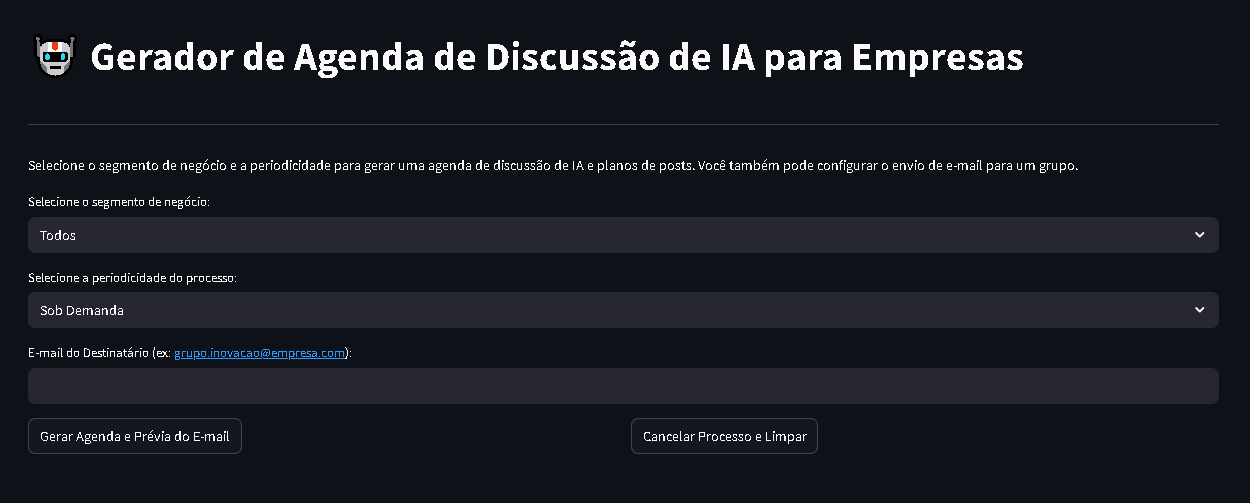 Gerador de Agenda de Discussão de IA para Empresas
Selecione o segmento de negócio e a periodicidade para gerar uma agenda de discussão de IA e planos de posts. Você também pode configurar o envio de e-mail para um grupo.
Selecione o segmento de negócio:
Todos
Selecione a periodicidade do processo:
Sob Demanda
E-mail do Destinatário (ex: grupo.inovacao@empresa.com):
Gerar Agenda e Prévia do E-mail
Cancelar Processo e Limpar